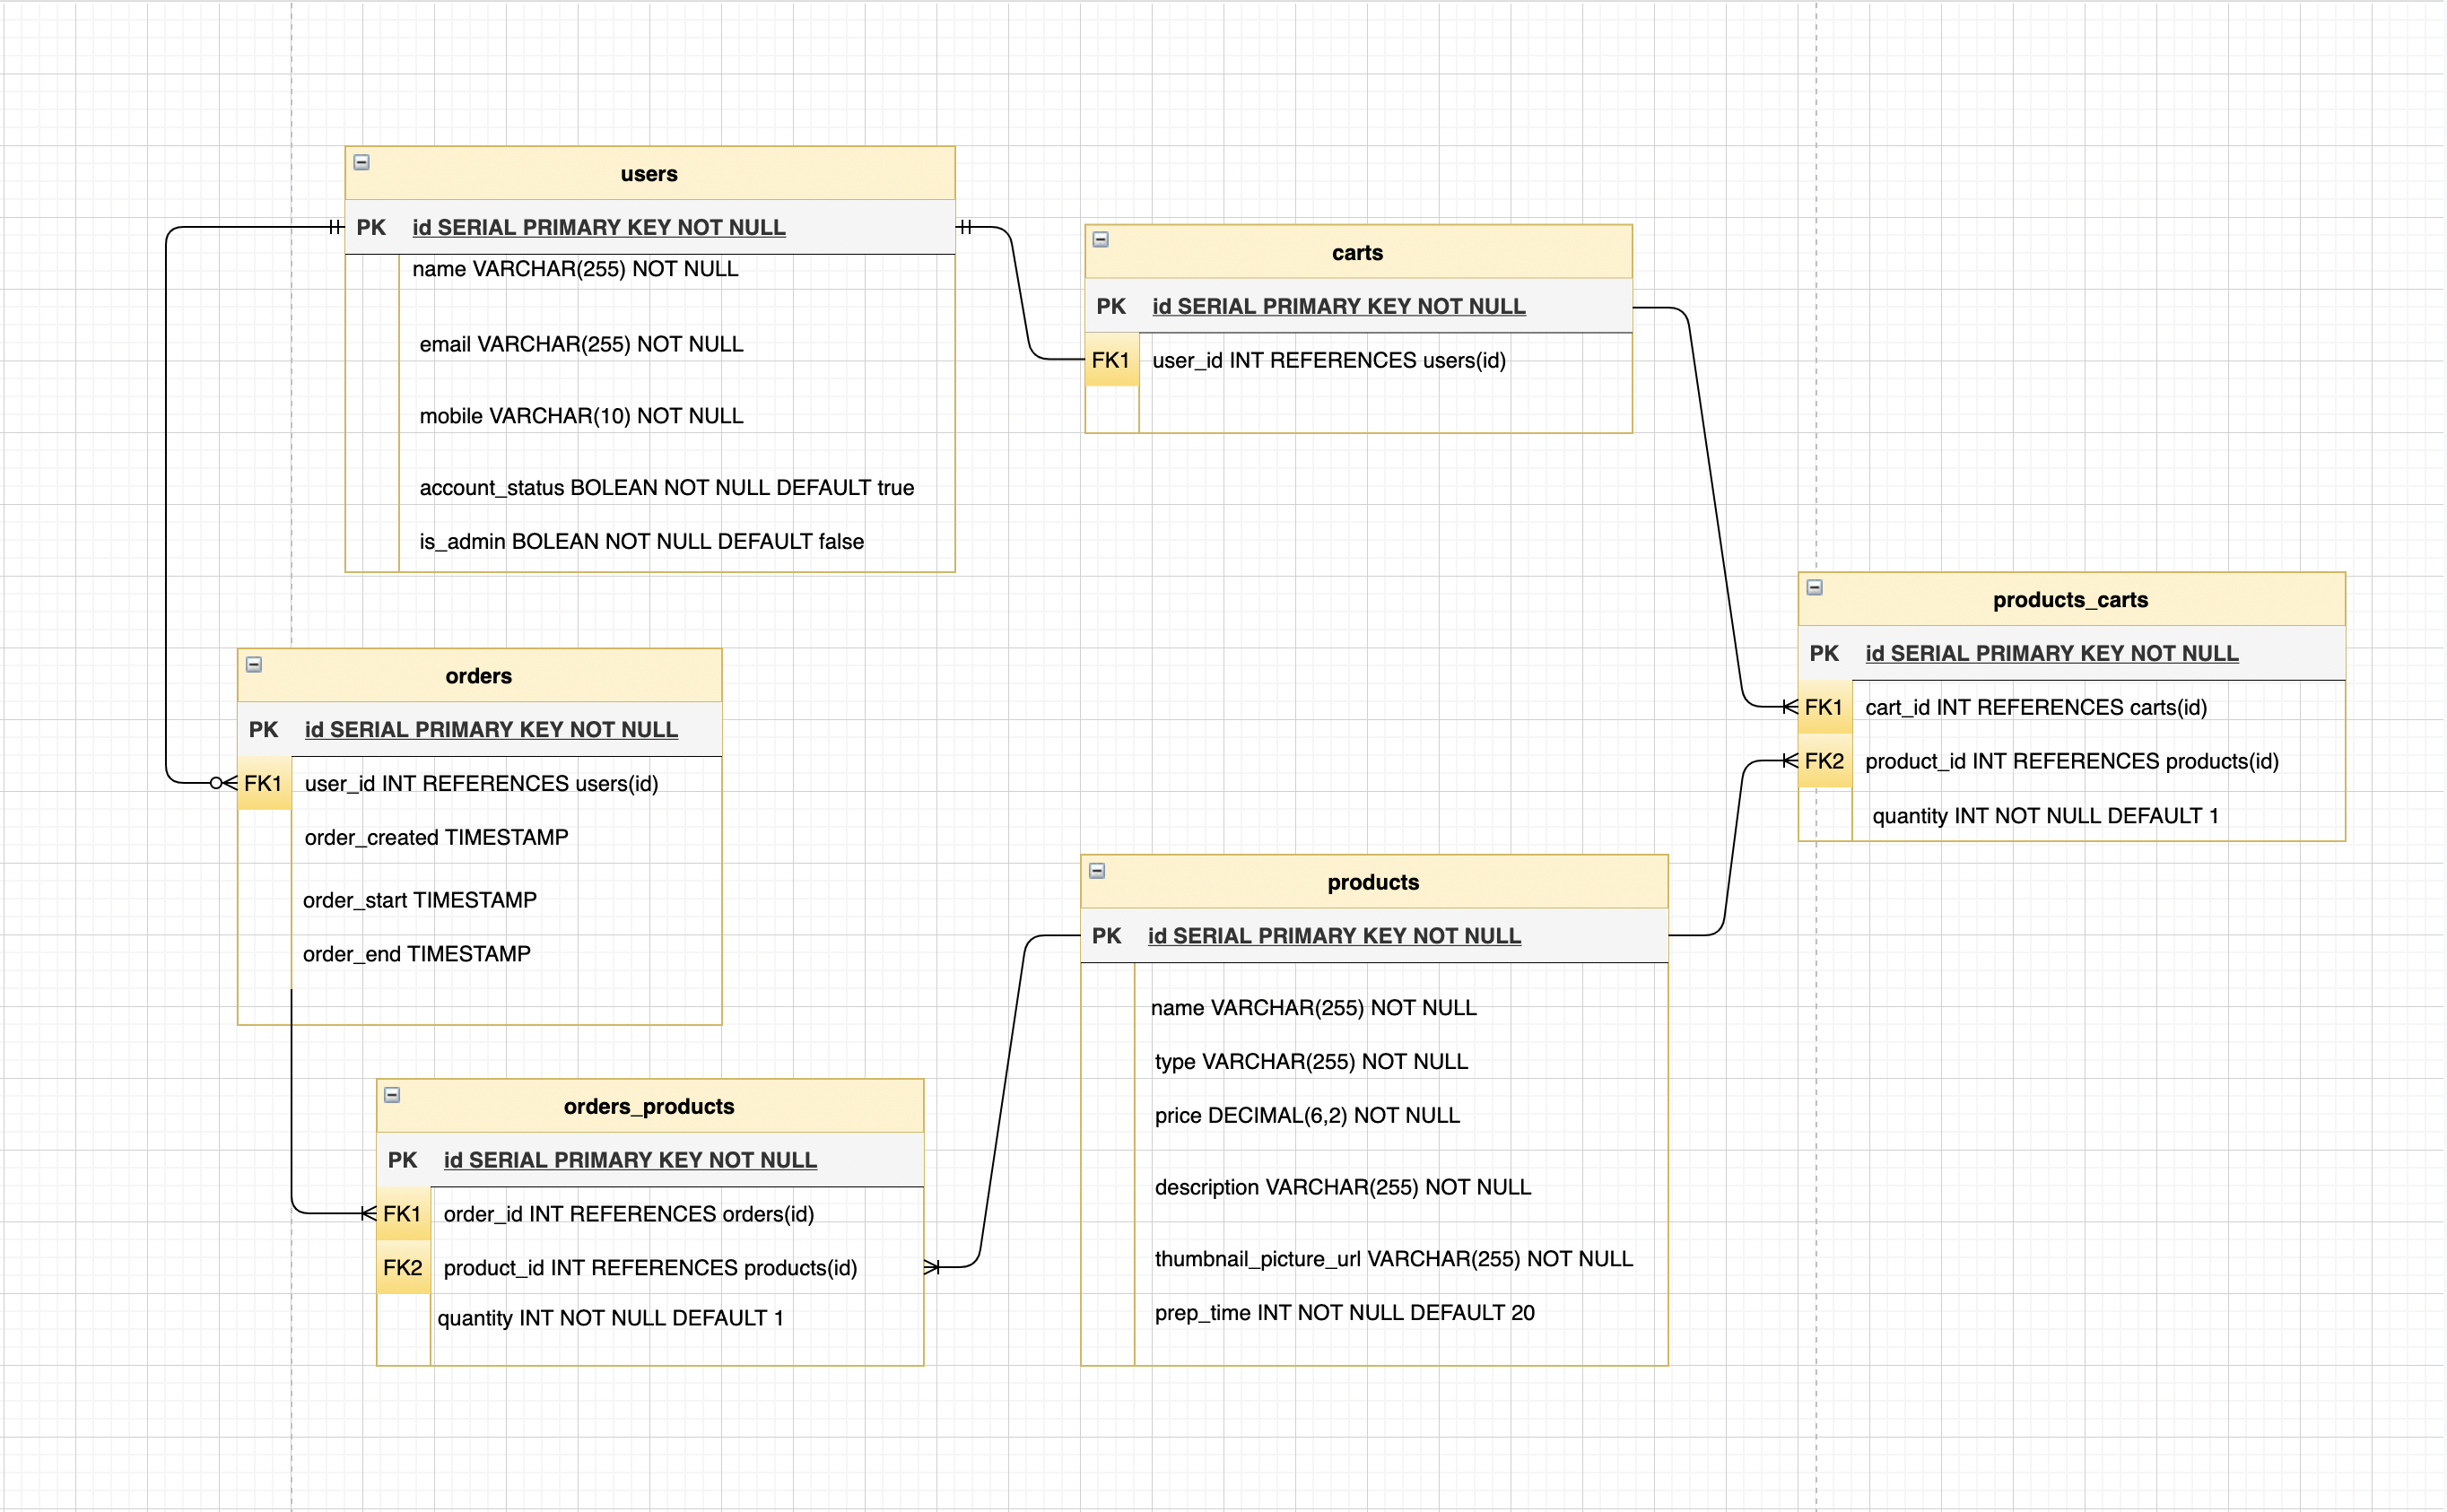 users
PK id SERIAL PRIMARY KEY NOT NULL
name VARCHAR(255) NOT NULL
email VARCHAR(255) NOT NULL
mobile VARCHAR(10) NOT NULL
account_status BOLEAN NOT NULL DEFAULT true
is_admin BOLEAN NOT NULL DEFAULT false
carts
PK id SERIAL PRIMARY KEY NOT NULL
FK1 user_id INT REFERENCES users(id)
products_carts
PK id SERIAL PRIMARY KEY NOT NULL
FK1 cart_id INT REFERENCES carts(id)
FK2 product_id INT REFERENCES products(id)
quantity INT NOT NULL DEFAULT 1
orders
PK id SERIAL PRIMARY KEY NOT NULL
FK1 user_id INT REFERENCES users(id)
order_created TIMESTAMP
order_start TIMESTAMP
order_end TIMESTAMP
products
PK id SERIAL PRIMARY KEY NOT NULL
name VARCHAR(255) NOT NULL
type VARCHAR(255) NOT NULL
price DECIMAL(6,2) NOT NULL
description VARCHAR(255) NOT NULL
thumbnail_picture_url VARCHAR(255) NOT NULL
prep_time INT NOT NULL DEFAULT 20
orders_products
PK id SERIAL PRIMARY KEY NOT NULL
FK1 order_id INT REFERENCES orders(id)
FK2 product_id INT REFERENCES products(id)
quantity INT NOT NULL DEFAULT 1